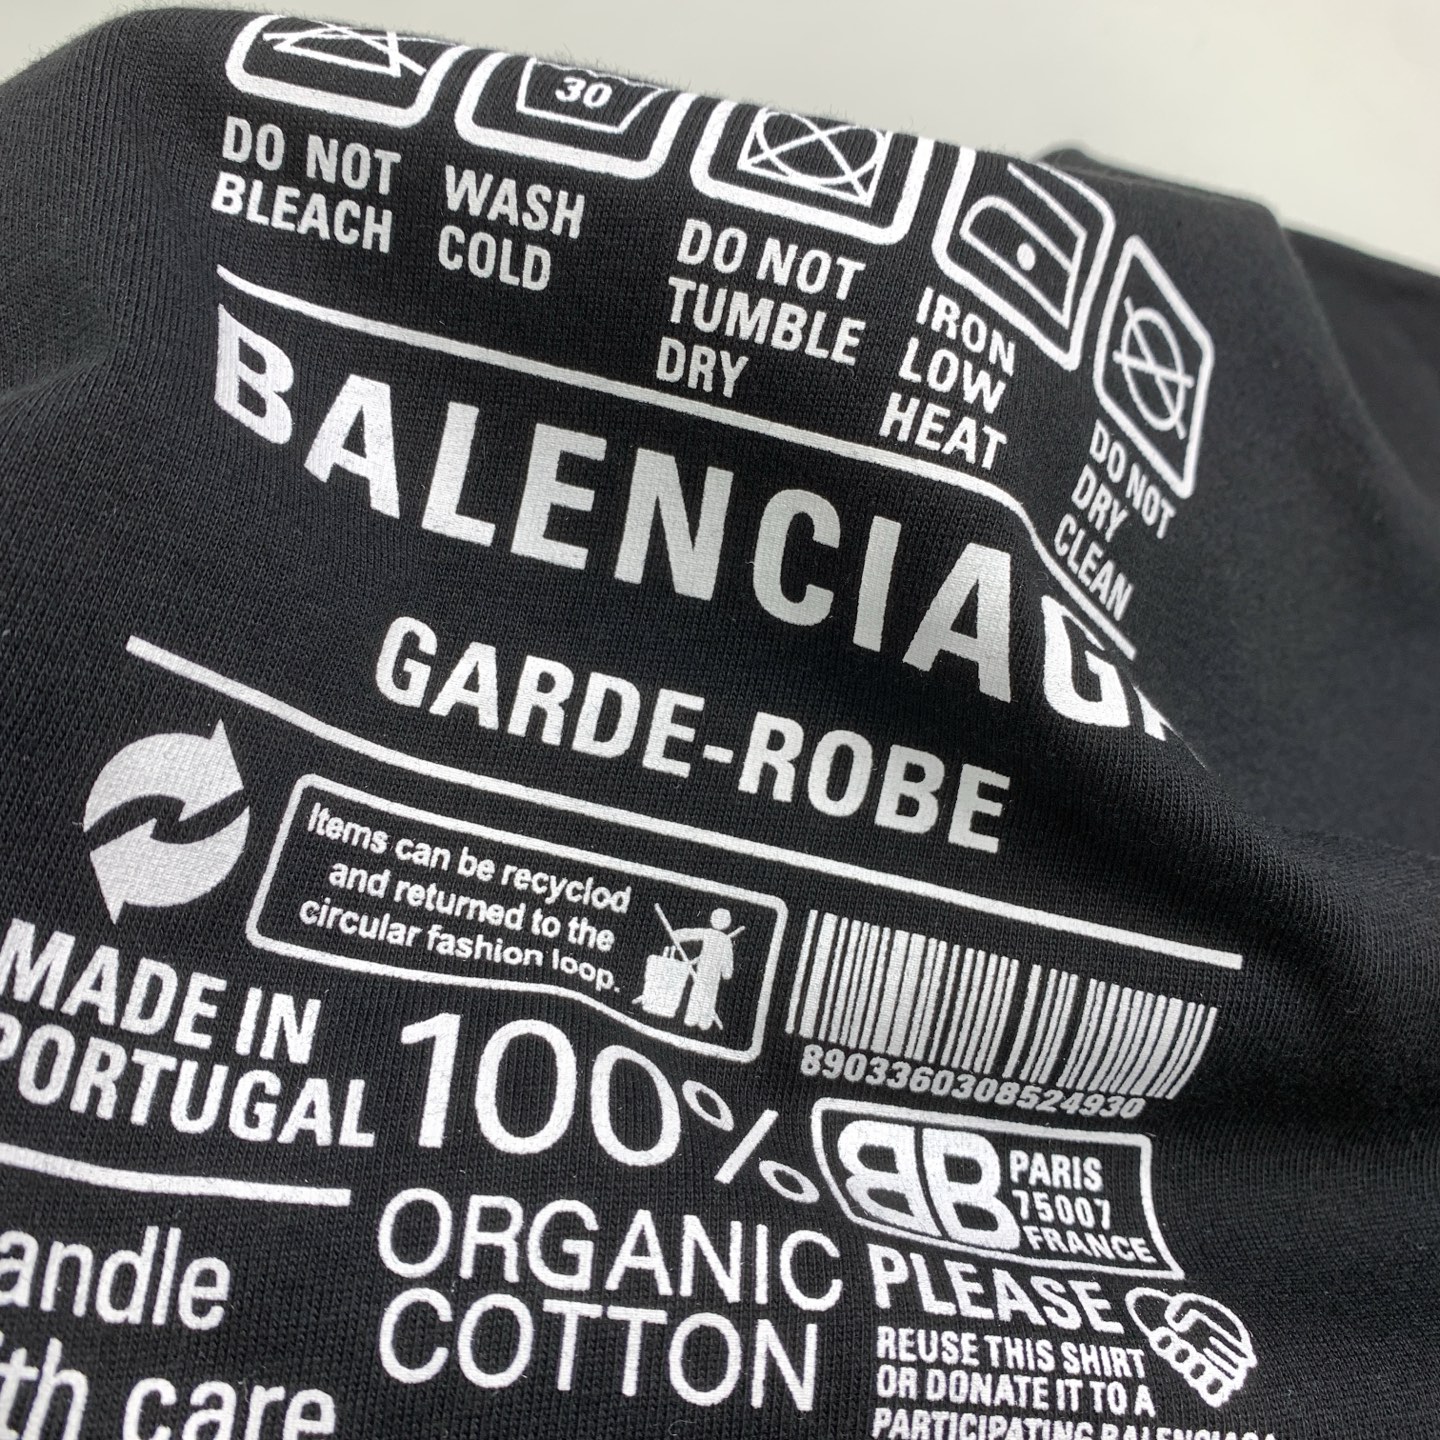 30
DO NOT
BLEACH
WASH
COLD
DO NOT
TUMBLE
DRY
IRON
LOW
HEAT
DO NOT
DRY
CLEAN
BALENCIAG
GARDE-ROBE
Items can be recyclod
and returned to the
circular fashion loop.
MADE IN
PORTUGAL
8903360308524930
100%
ORGANIC
COTTON
BB
PARIS
75007
FRANCE
andle
th care
PLEASE
REUSE THIS SHIRT
OR DONATE IT TO A
PARTICIPATING BALENCIAGA